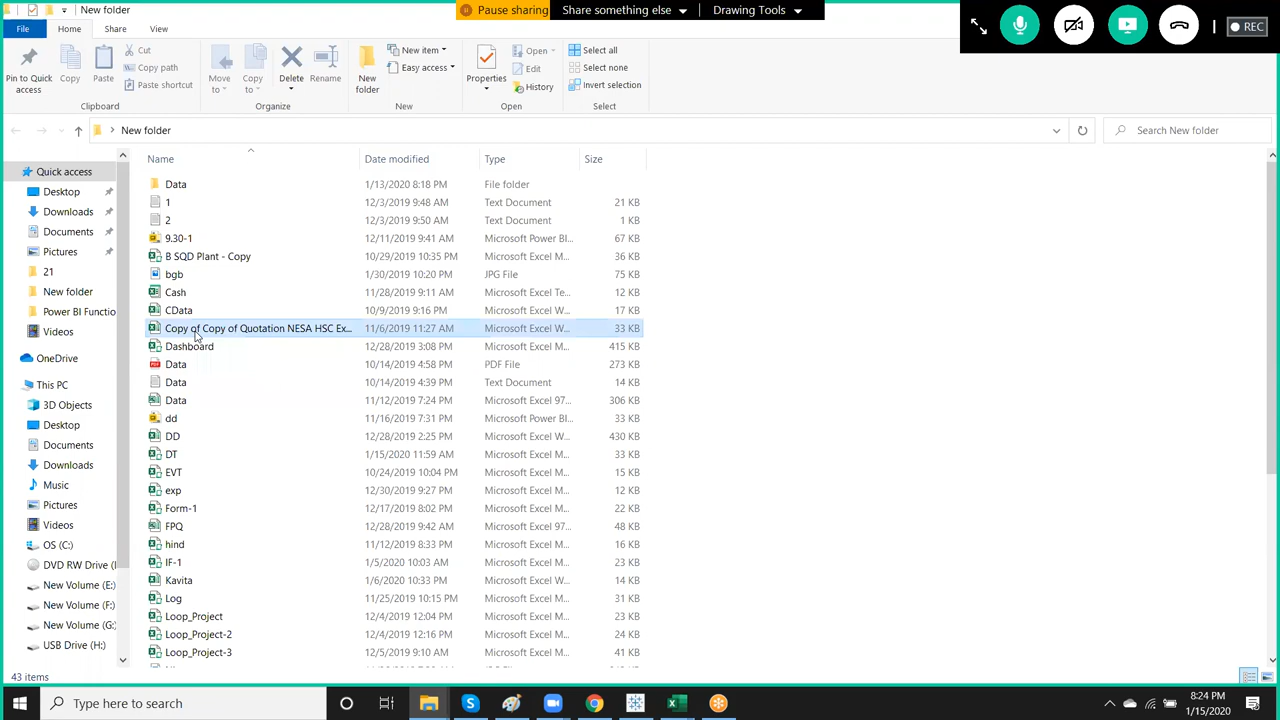 New folder
Pause sharing
Share something else
Drawing Tools
REC
File
Home
Share
View
Pin to Quick access
Copy
Paste
Cut
Copy path
Paste shortcut
Clipboard
Move to
Copy to
Delete
Rename
Organize
New folder
New item
Easy access
New
Properties
Open
Edit
History
Open
Select all
Select none
Invert selection
Select
New folder
Search New folder
Name
Date modified
Type
Size
Quick access
Desktop
Downloads
Documents
Pictures
21
New folder
Power BI Functio
Videos
OneDrive
This PC
3D Objects
Desktop
Documents
Downloads
Music
Pictures
Videos
OS (C:)
DVD RW Drive (
New Volume (E:)
New Volume (F:)
New Volume (G:)
USB Drive (H:)
Data 1/13/2020 8:18 PM File folder
1 12/3/2019 9:48 AM Text Document 21 KB
2 12/3/2019 9:50 AM Text Document 1 KB
9.30-1 12/11/2019 9:41 AM Microsoft Power BI... 67 KB
B SQD Plant - Copy 10/29/2019 10:35 PM Microsoft Excel M... 36 KB
bgb 1/30/2010 10:20 PM JPG File 75 KB
Cash 11/28/2019 9:11 AM Microsoft Excel Te... 12 KB
CData 10/9/2019 9:16 PM Microsoft Excel W... 17 KB
Copy of Copy of Quotation NESA HSC Ex... 11/6/2019 11:27 AM Microsoft Excel W... 33 KB
Dashboard 12/28/2019 3:08 PM Microsoft Excel M... 415 KB
Data 10/14/2019 4:58 PM PDF File 273 KB
Data 10/14/2019 4:39 PM Text Document 14 KB
Data 11/12/2019 7:24 PM Microsoft Excel 97... 306 KB
dd 11/16/2019 7:31 PM Microsoft Power BI... 33 KB
DD 12/28/2019 2:25 PM Microsoft Excel W... 430 KB
DT 1/15/2020 11:59 AM Microsoft Excel M... 33 KB
EVT 10/24/2019 10:04 PM Microsoft Excel M... 15 KB
exp 12/30/2019 9:27 PM Microsoft Excel M... 12 KB
Form-1 12/17/2019 8:02 PM Microsoft Excel M... 22 KB
FPQ 12/28/2019 9:42 AM Microsoft Excel 97... 48 KB
hind 11/12/2019 8:33 PM Microsoft Excel M... 16 KB
IF-1 1/5/2020 10:03 AM Microsoft Excel M... 23 KB
Kavita 1/6/2020 10:33 PM Microsoft Excel W... 14 KB
Log 11/25/2019 10:15 PM Microsoft Excel M... 31 KB
Loop_Project 12/4/2019 12:04 PM Microsoft Excel M... 23 KB
Loop_Project-2 12/4/2019 12:16 PM Microsoft Excel M... 24 KB
Loop_Project-3 12/5/2019 9:10 AM Microsoft Excel M... 41 KB
43 items
Type here to search
8:24 PM
1/15/2020